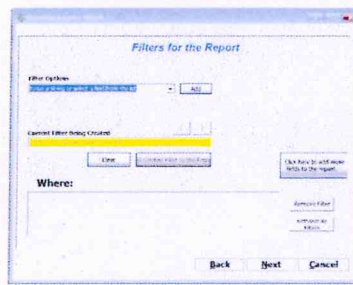 Filters for the Report
Filter Options
Add
Current Filter Being Created
Clear
Click here to add more
fields to the report.
Where:
Remove Filter
Back Next Cancel